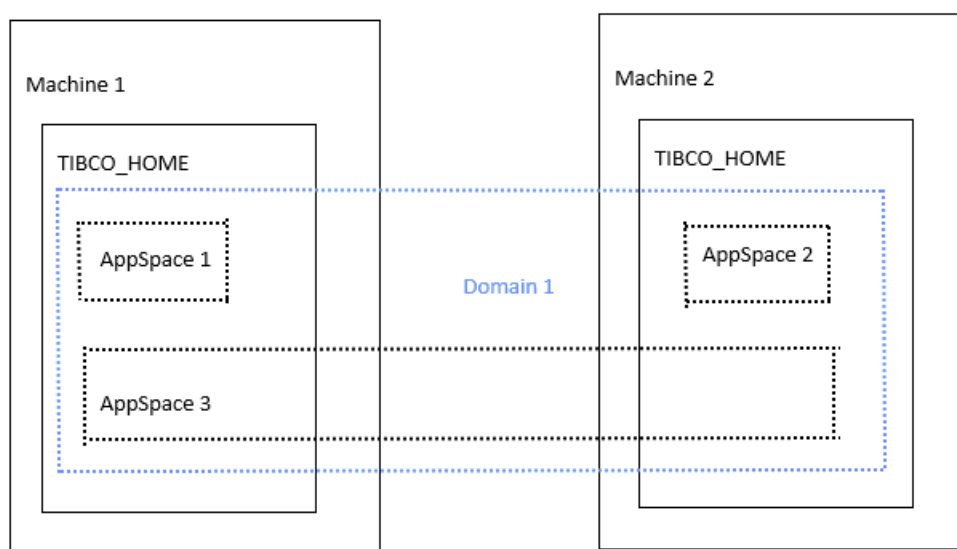 Machine 1
Machine 2
TIBCO_HOME
TIBCO_HOME
AppSpace 1
AppSpace 2
Domain 1
AppSpace 3